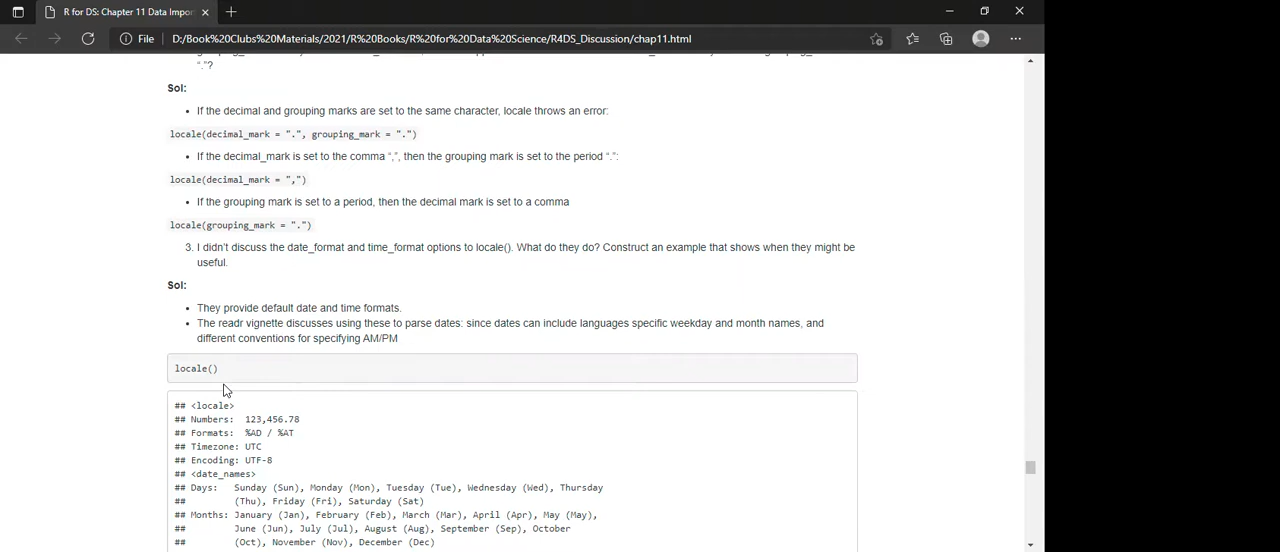 R for DS: Chapter 11 Data Impor
File D:/Book%20Clubs%20Materials/2021/R%20Books/R%20for%20Data%20Science/R4DS_Discussion/chap11.html
"."?
Sol:
• If the decimal and grouping marks are set to the same character, locale throws an error:
locale(decimal_mark = ".", grouping_mark = ".")
• If the decimal_mark is set to the comma “,”, then the grouping mark is set to the period “.”:
locale(decimal_mark = ",")
• If the grouping mark is set to a period, then the decimal mark is set to a comma
locale(grouping_mark = ".")
3. I didn’t discuss the date_format and time_format options to locale(). What do they do? Construct an example that shows when they might be
useful.
Sol:
• They provide default date and time formats.
• The readr vignette discusses using these to parse dates: since dates can include languages specific weekday and month names, and
different conventions for specifying AM/PM
locale()
## <locale>
## Numbers:  123,456.78
## Formats:  %AD / %AT
## Timezone: UTC
## Encoding: UTF-8
## <date_names>
## Days:   Sunday (Sun), Monday (Mon), Tuesday (Tue), Wednesday (Wed), Thursday
##         (Thu), Friday (Fri), Saturday (Sat)
## Months: January (Jan), February (Feb), March (Mar), April (Apr), May (May),
##         June (Jun), July (Jul), August (Aug), September (Sep), October
##         (Oct), November (Nov), December (Dec)